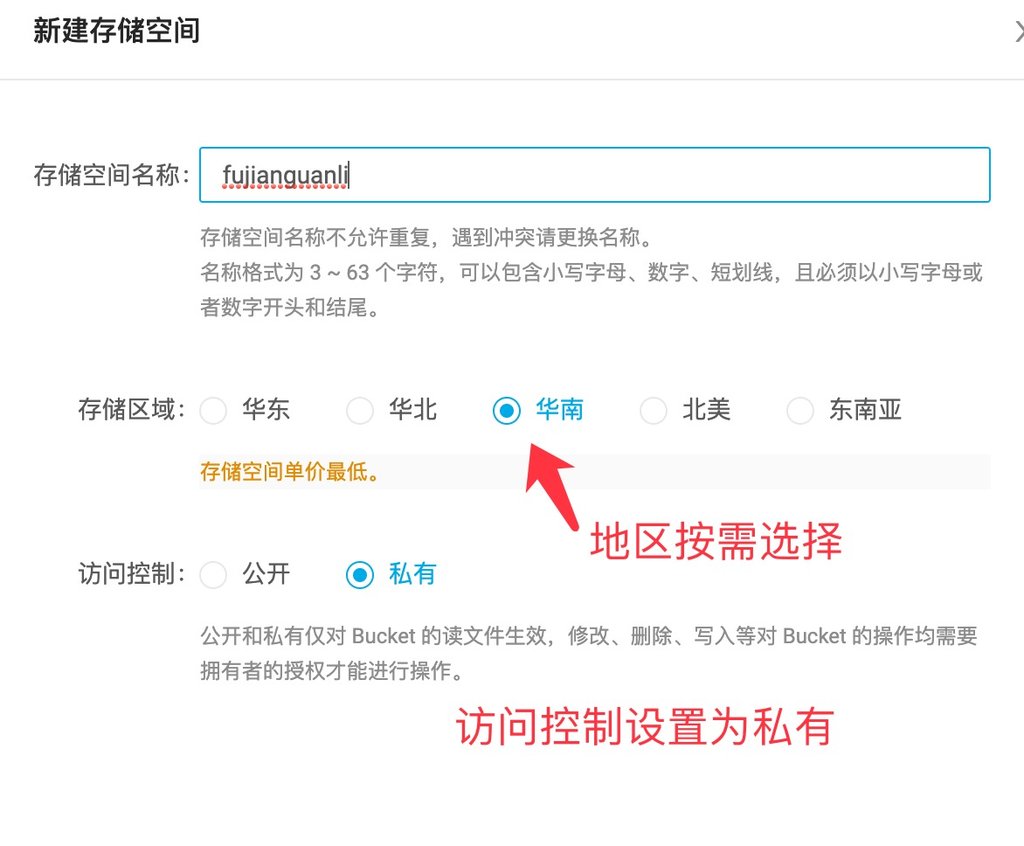 新建存储空间
存储空间名称：
fujianguanli
存储空间名称不允许重复，遇到冲突请更换名称。
名称格式为 3 ~ 63 个字符，可以包含小写字母、数字、短划线，且必须以小写字母或
者数字开头和结尾。
存储区域： 华东 华北 华南 北美 东南亚
存储空间单价最低。
地区按需选择
访问控制： 公开 私有
公开和私有仅对 Bucket 的读文件生效，修改、删除、写入等对 Bucket 的操作均需要
拥有者的授权才能进行操作。
访问控制设置为私有